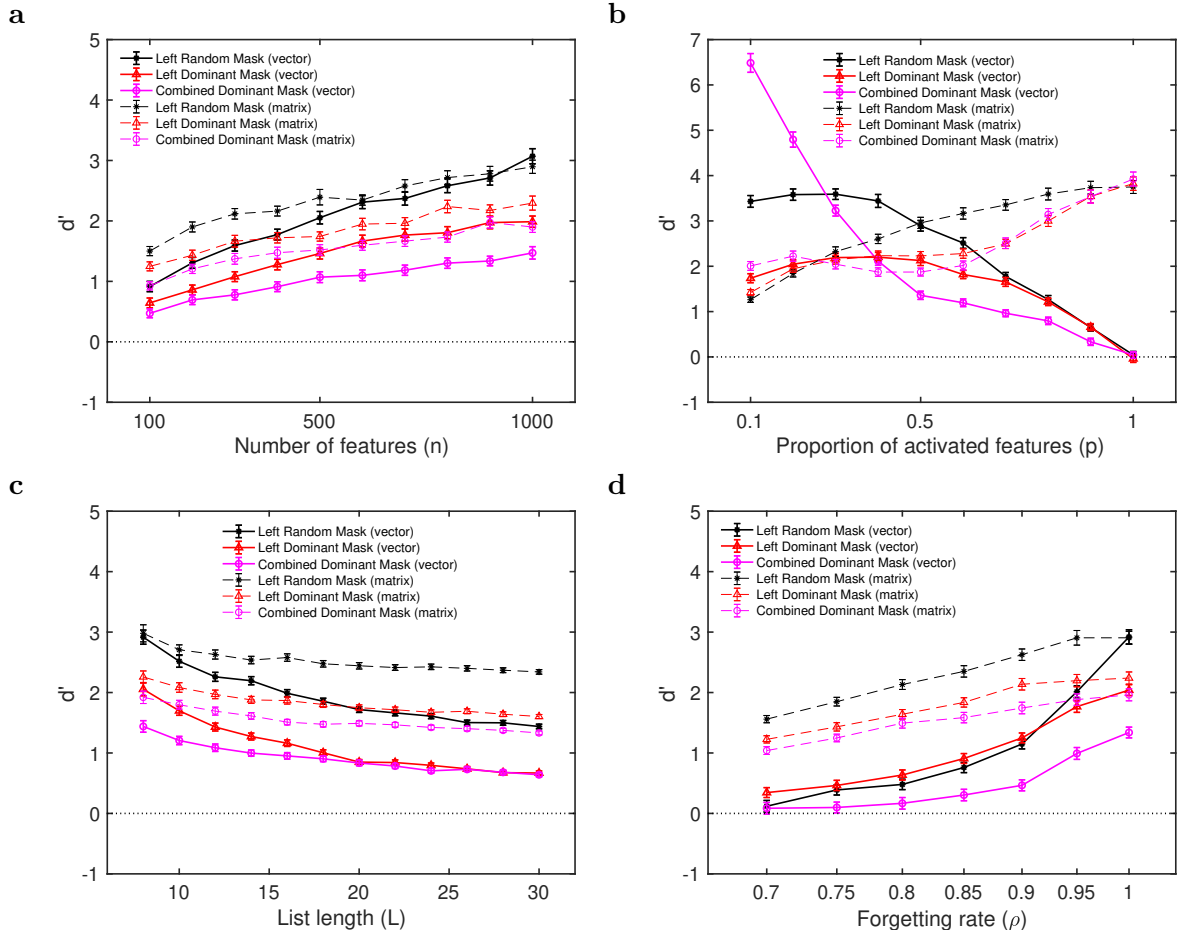 a
5
4
3
2
1
0
-1
d'
Left Random Mask (vector)
Left Dominant Mask (vector)
Combined Dominant Mask (vector)
Left Random Mask (matrix)
Left Dominant Mask (matrix)
Combined Dominant Mask (matrix)
100 500 1000
Number of features (n)
b
7
6
5
4
3
2
1
0
-1
d'
Left Random Mask (vector)
Left Dominant Mask (vector)
Combined Dominant Mask (vector)
Left Random Mask (matrix)
Left Dominant Mask (matrix)
Combined Dominant Mask (matrix)
0.1 0.5 1
Proportion of activated features (p)
c
5
4
3
2
1
0
-1
d'
Left Random Mask (vector)
Left Dominant Mask (vector)
Combined Dominant Mask (vector)
Left Random Mask (matrix)
Left Dominant Mask (matrix)
Combined Dominant Mask (matrix)
10 15 20 25 30
List length (L)
d
5
4
3
2
1
0
-1
d'
Left Random Mask (vector)
Left Dominant Mask (vector)
Combined Dominant Mask (vector)
Left Random Mask (matrix)
Left Dominant Mask (matrix)
Combined Dominant Mask (matrix)
0.7 0.75 0.8 0.85 0.9 0.95 1
Forgetting rate (ρ)